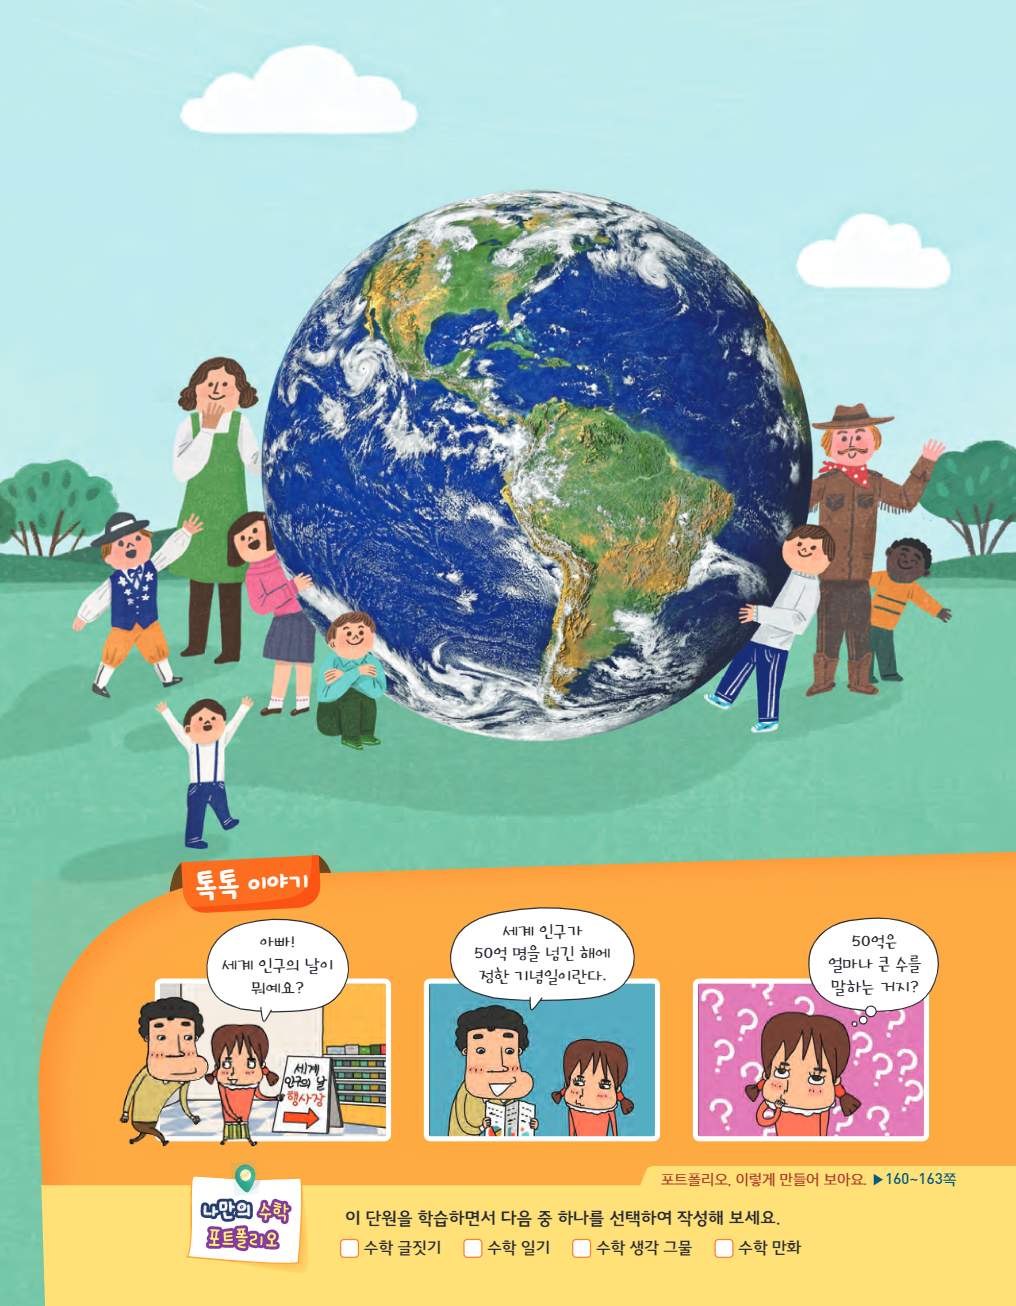 톡톡 이야기
아빠!
세계 인구의 날이
뭐예요?
세계 인구가
50억 명을 넘긴 해에
정한 기념일이란다.
50억은
얼마나 큰 수를
말하는 거지?
세계
인구의 날
행사장
포트폴리오, 이렇게 만들어 보아요. ▶160~163쪽
나만의 수학
포트폴리오
이 단원을 학습하면서 다음 중 하나를 선택하여 작성해 보세요.
수학 글짓기 수학 일기 수학 생각 그물 수학 만화